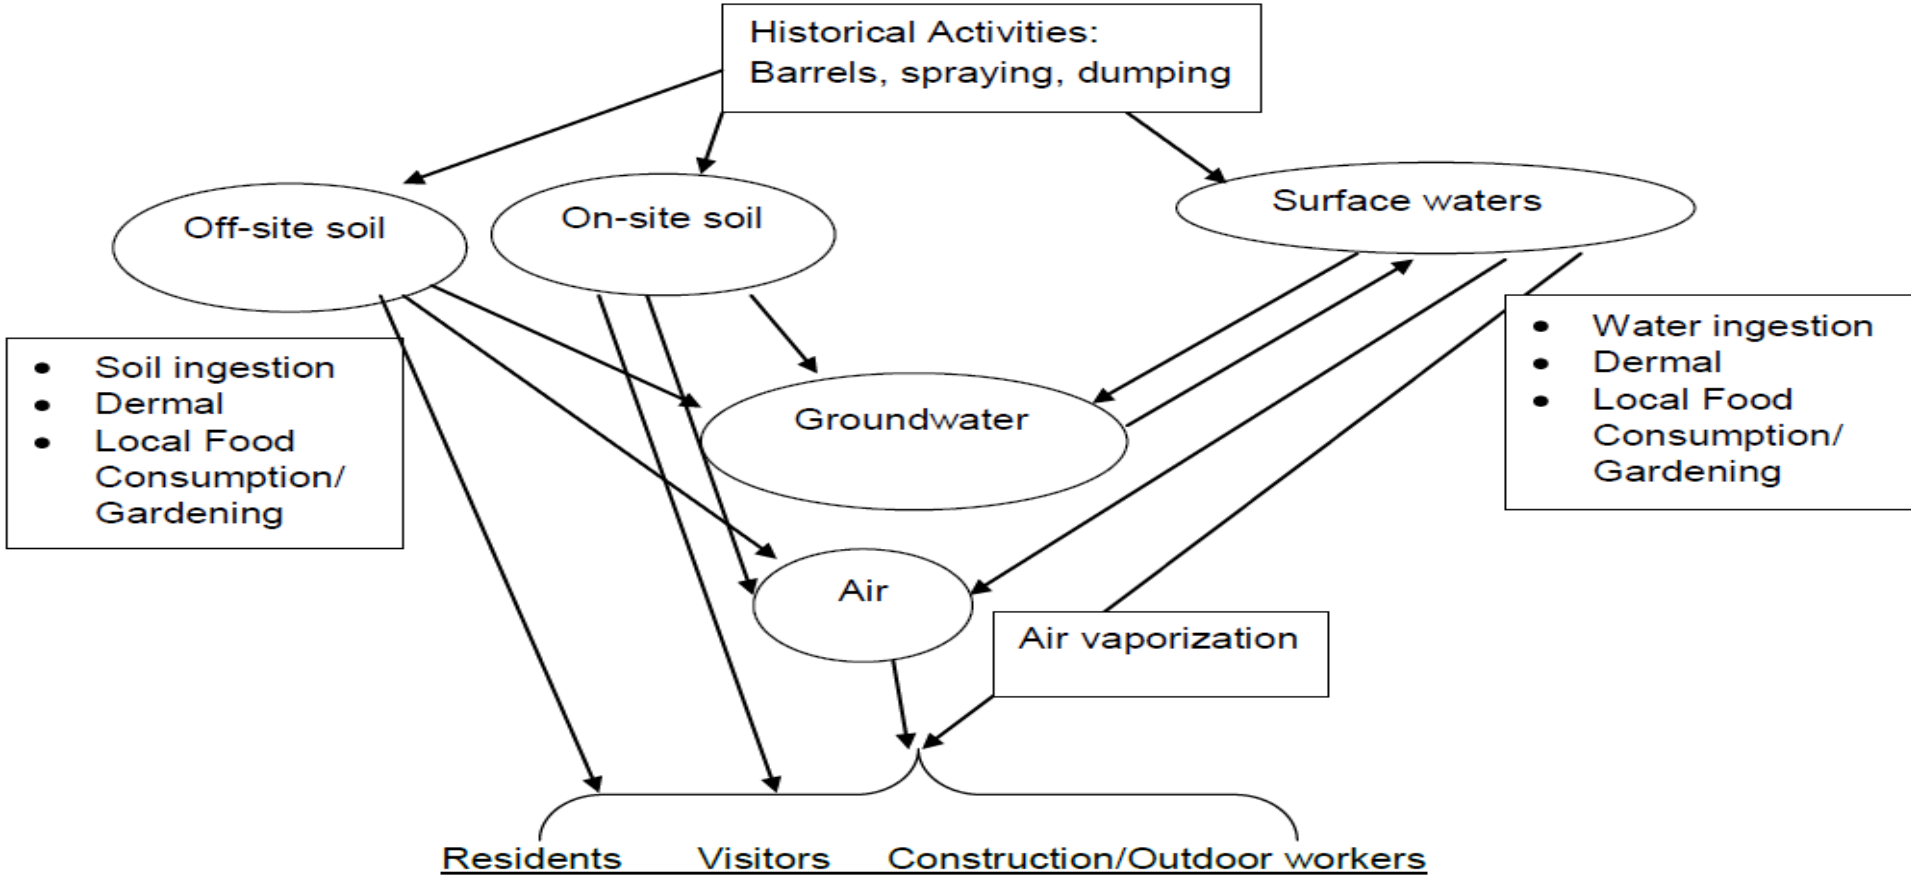 Historical Activities:
Barrels, spraying, dumping
Off-site soil
On-site soil
Surface waters
• Soil ingestion
• Dermal
• Local Food
Consumption/
Gardening
Groundwater
• Water ingestion
• Dermal
• Local Food
Consumption/
Gardening
Air
Air vaporization
Residents Visitors Construction/Outdoor workers